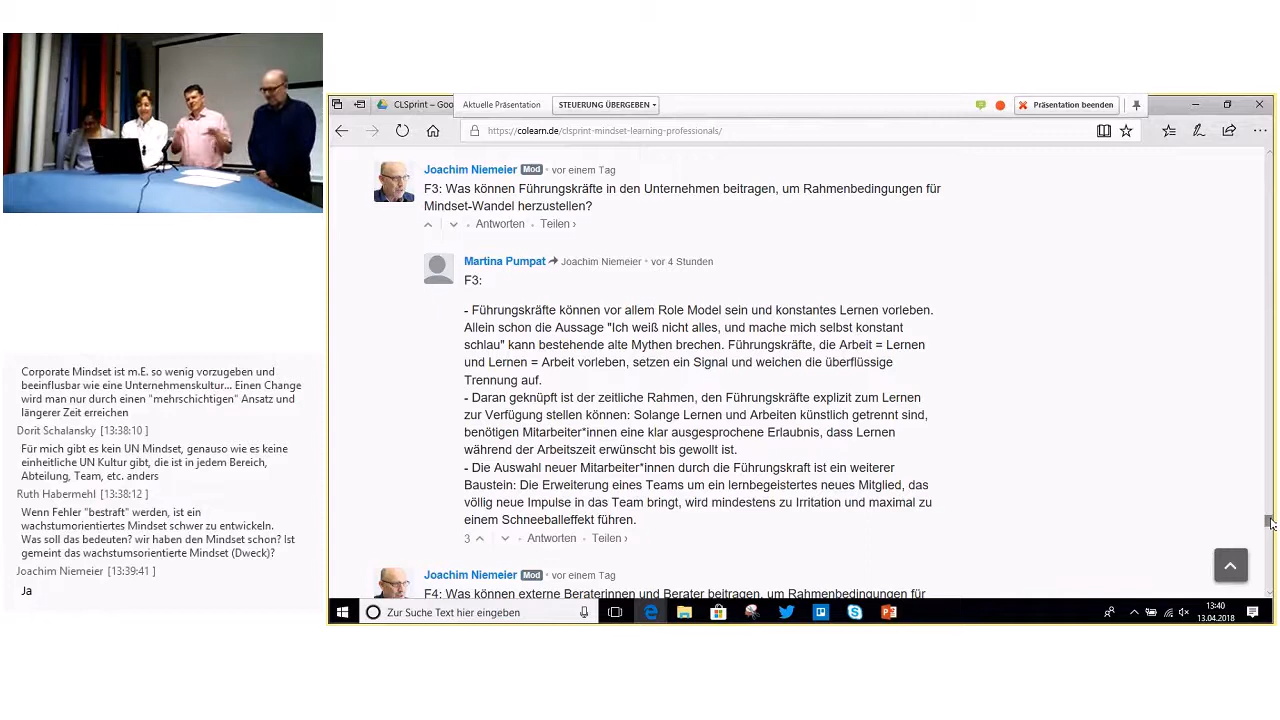 CLSprint – Goo
Aktuelle Präsentation
STEUERUNG ÜBERGEBEN
Präsentation beenden
https://colearn.de/clsprint-mindset-learning-professionals/
Joachim Niemeier Mod • vor einem Tag
F3: Was können Führungskräfte in den Unternehmen beitragen, um Rahmenbedingungen für
Mindset-Wandel herzustellen?
• Antworten • Teilen ›
Martina Pumpat Joachim Niemeier • vor 4 Stunden
F3:
- Führungskräfte können vor allem Role Model sein und konstantes Lernen vorleben.
Allein schon die Aussage "Ich weiß nicht alles, und mache mich selbst konstant
schlau" kann bestehende alte Mythen brechen. Führungskräfte, die Arbeit = Lernen
und Lernen = Arbeit vorleben, setzen ein Signal und weichen die überflüssige
Trennung auf.
- Daran geknüpft ist der zeitliche Rahmen, den Führungskräfte explizit zum Lernen
zur Verfügung stellen können: Solange Lernen und Arbeiten künstlich getrennt sind,
benötigen Mitarbeiter*innen eine klar ausgesprochene Erlaubnis, dass Lernen
während der Arbeitszeit erwünscht bis gewollt ist.
- Die Auswahl neuer Mitarbeiter*innen durch die Führungskraft ist ein weiterer
Baustein: Die Erweiterung eines Teams um ein lernbegeistertes neues Mitglied, das
völlig neue Impulse in das Team bringt, wird mindestens zu Irritation und maximal zu
einem Schneeballeffekt führen.
3 • Antworten • Teilen ›
Joachim Niemeier Mod • vor einem Tag
F4: Was können externe Beraterinnen und Berater beitragen, um Rahmenbedingungen für
Zur Suche Text hier eingeben
13:40
13.04.2018
Corporate Mindset ist m.E. so wenig vorzugeben und
beeinflusbar wie eine Unternehmenskultur... Einen Change
wird man nur durch einen "mehrschichtigen" Ansatz und
längerer Zeit erreichen
Dorit Schalansky [13:38:10 ]
Für mich gibt es kein UN Mindset, genauso wie es keine
einheitliche UN Kultur gibt, die ist in jedem Bereich,
Abteilung, Team, etc. anders
Ruth Habermehl [13:38:12 ]
Wenn Fehler "bestraft" werden, ist ein
wachstumorientiertes Mindset schwer zu entwickeln.
Was soll das bedeuten? wir haben den Mindset schon? Ist
gemeint das wachstumsorientierte Mindset (Dweck)?
Joachim Niemeier [13:39:41 ]
Ja